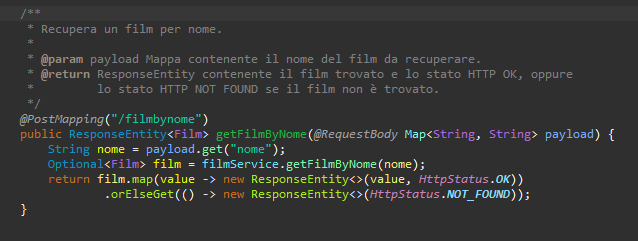 /**
 * Recupera un film per nome.
 *
 * @param payload Mappa contenente il nome del film da recuperare.
 * @return ResponseEntity contenente il film trovato e lo stato HTTP OK, oppure
 *         lo stato HTTP NOT FOUND se il film non è trovato.
 */
@PostMapping("/filmbynome")
public ResponseEntity<Film> getFilmByNome(@RequestBody Map<String, String> payload) {
    String nome = payload.get("nome");
    Optional<Film> film = filmService.getFilmByNome(nome);
    return film.map(value -> new ResponseEntity<>(value, HttpStatus.OK))
            .orElseGet(() -> new ResponseEntity<>(HttpStatus.NOT_FOUND));
}